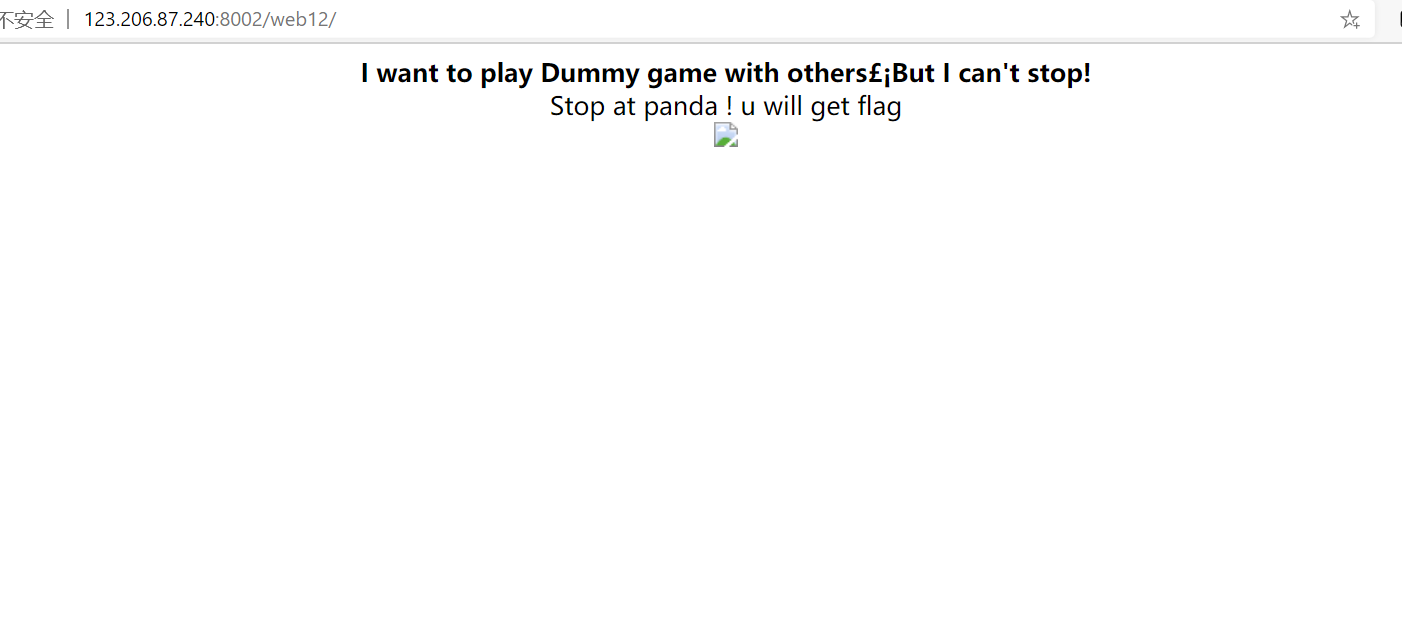 不安全 | 123.206.87.240:8002/web12/
I want to play Dummy game with others£¡But I can't stop!
Stop at panda ! u will get flag